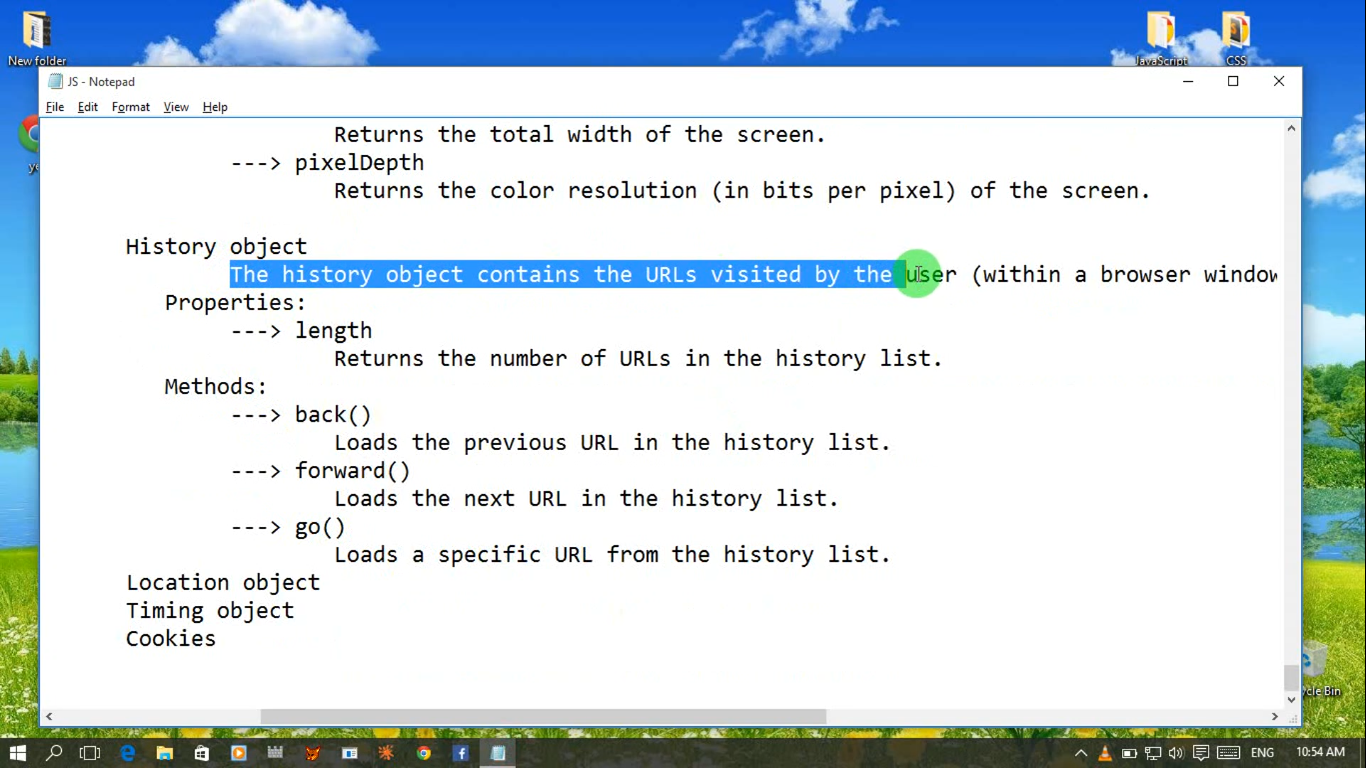 New folder
JavaScript
CSS
JS - Notepad
File Edit Format View Help
Returns the total width of the screen.
---> pixelDepth
Returns the color resolution (in bits per pixel) of the screen.
History object
The history object contains the URLs visited by the user (within a browser window
Properties:
---> length
Returns the number of URLs in the history list.
Methods:
---> back()
Loads the previous URL in the history list.
---> forward()
Loads the next URL in the history list.
---> go()
Loads a specific URL from the history list.
Location object
Timing object
Cookies
cle Bin
ENG
10:54 AM